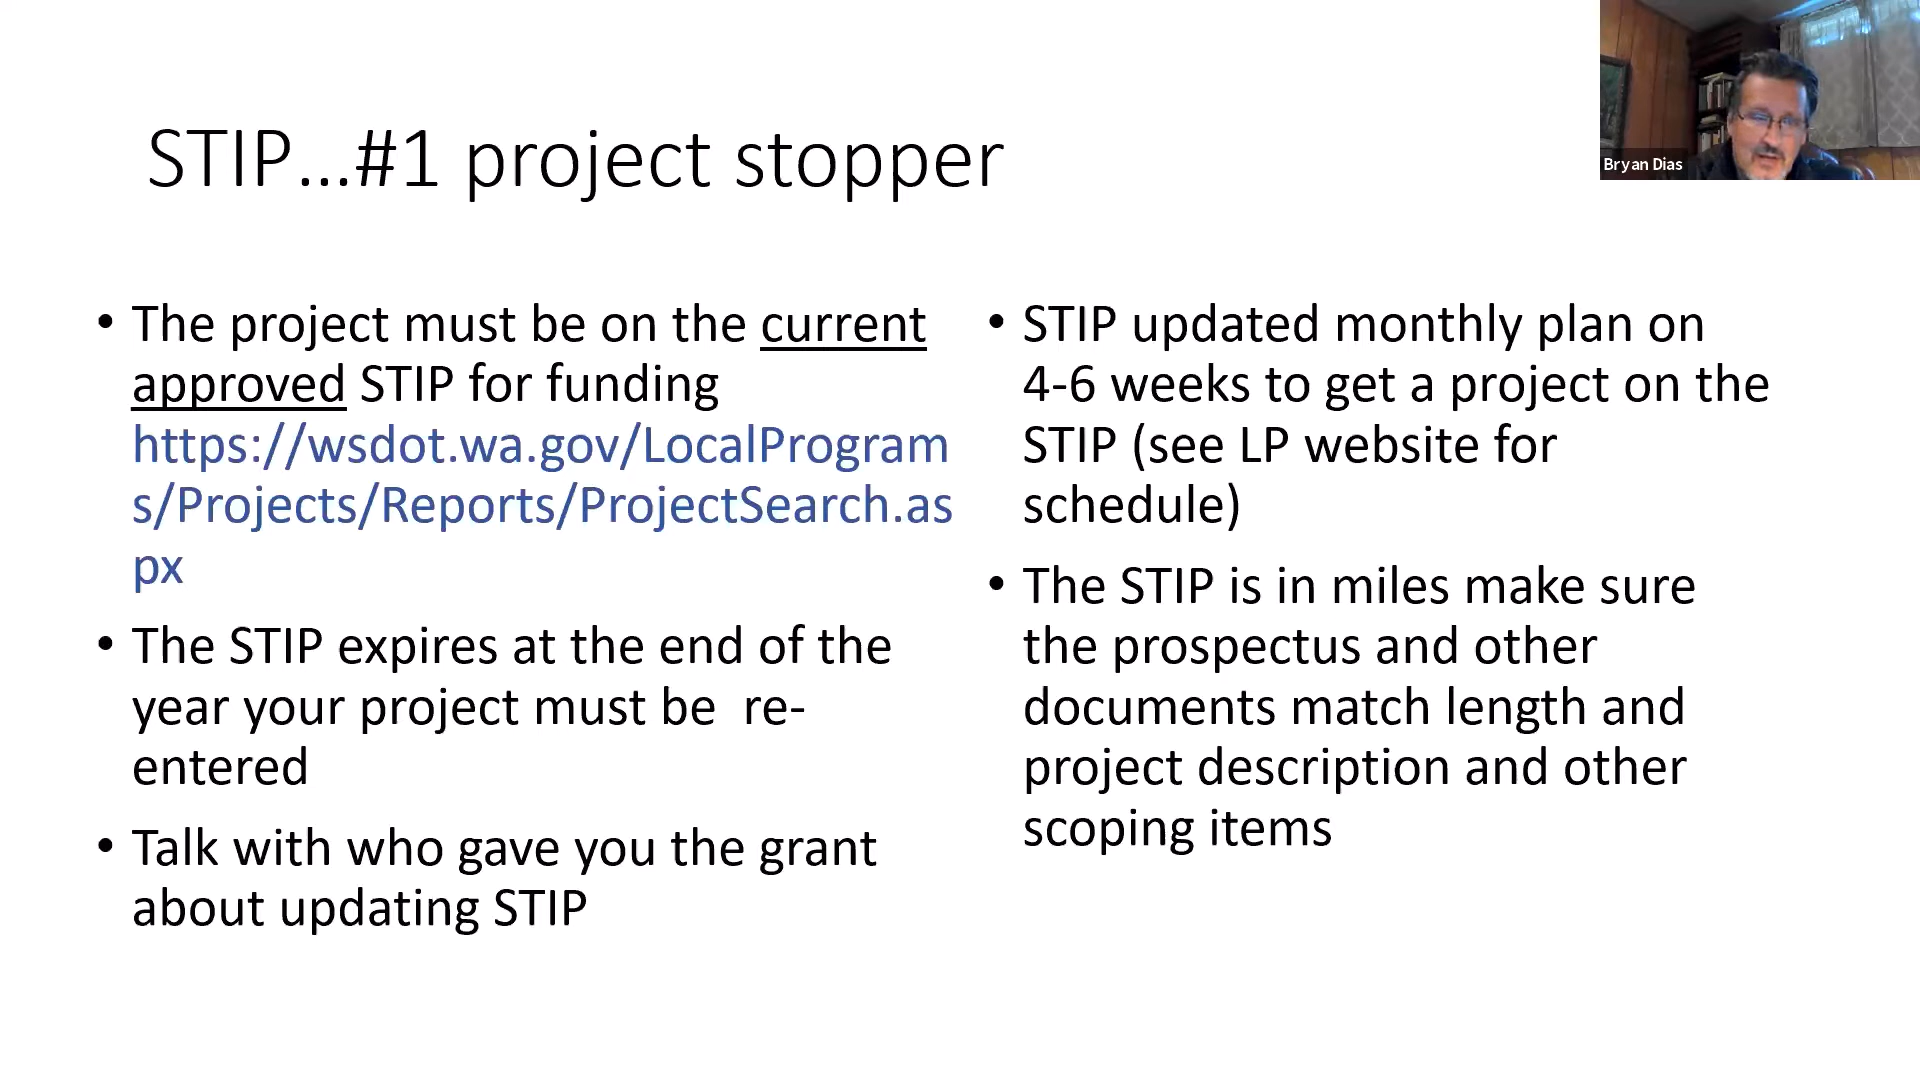 STIP...#1 project stopper
Bryan Dias
• The project must be on the current
approved STIP for funding
https://wsdot.wa.gov/LocalProgram
s/Projects/Reports/ProjectSearch.as
px
• The STIP expires at the end of the
year your project must be  re-
entered
• Talk with who gave you the grant
about updating STIP
• STIP updated monthly plan on
4-6 weeks to get a project on the
STIP (see LP website for
schedule)
• The STIP is in miles make sure
the prospectus and other
documents match length and
project description and other
scoping items